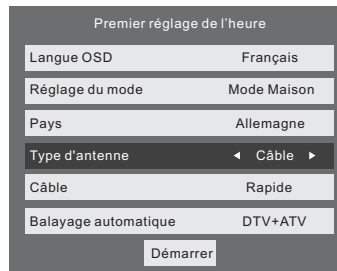 Premier réglage de l'heure
Langue OSD Français
Réglage du mode Mode Maison
Pays Allemagne
Type d'antenne ◄ Câble ►
Câble Rapide
Balayage automatique DTV+ATV
Démarrer